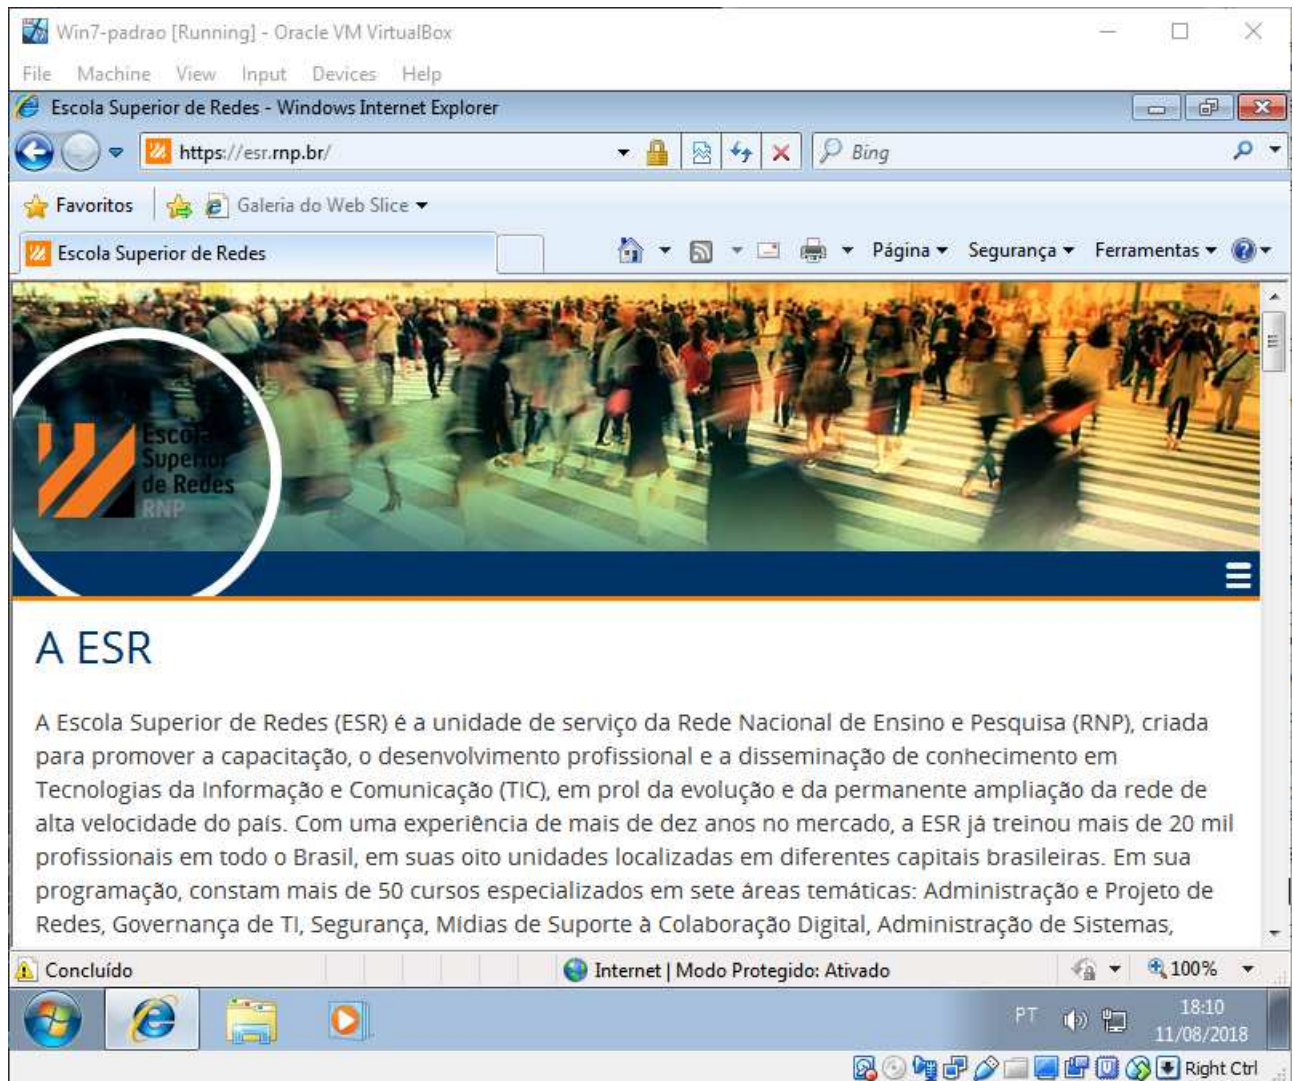 Win7-padrao [Running] - Oracle VM VirtualBox
File Machine View Input Devices Help
Escola Superior de Redes - Windows Internet Explorer
https://esr.rnp.br/
Bing
Favoritos Galeria do Web Slice
Escola Superior de Redes
Página Segurança Ferramentas
Escola
Superior
de Redes
RNP
A ESR
A Escola Superior de Redes (ESR) é a unidade de serviço da Rede Nacional de Ensino e Pesquisa (RNP), criada
para promover a capacitação, o desenvolvimento profissional e a disseminação de conhecimento em
Tecnologias da Informação e Comunicação (TIC), em prol da evolução e da permanente ampliação da rede de
alta velocidade do país. Com uma experiência de mais de dez anos no mercado, a ESR já treinou mais de 20 mil
profissionais em todo o Brasil, em suas oito unidades localizadas em diferentes capitais brasileiras. Em sua
programação, constam mais de 50 cursos especializados em sete áreas temáticas: Administração e Projeto de
Redes, Governança de TI, Segurança, Mídias de Suporte à Colaboração Digital, Administração de Sistemas,
Concluído
Internet | Modo Protegido: Ativado
100%
PT
18:10
11/08/2018
Right Ctrl